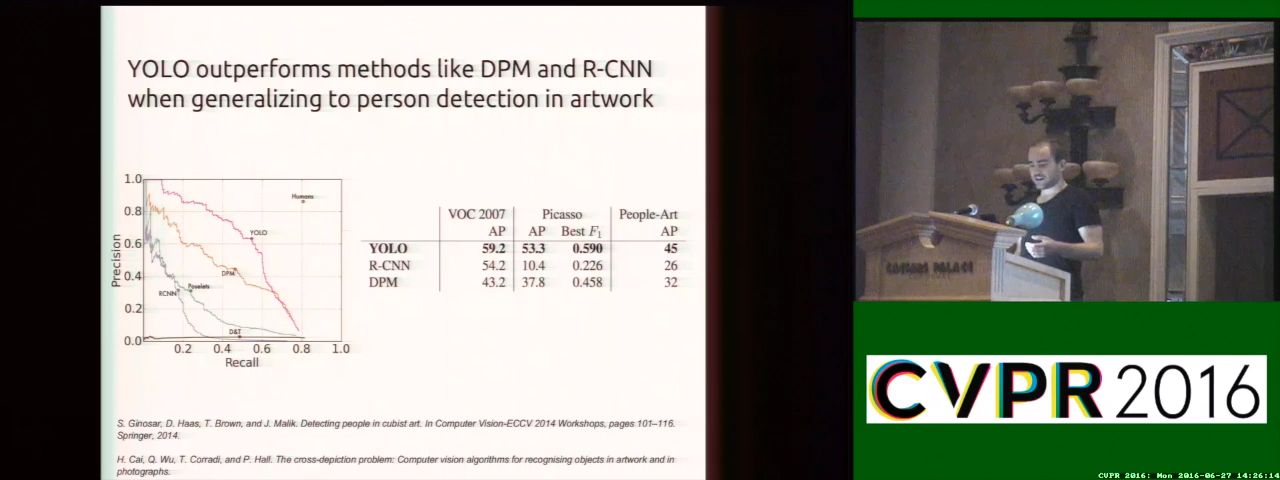 YOLO outperforms methods like DPM and R-CNN
when generalizing to person detection in artwork
1.0
0.8
0.6
0.4
0.2
0.0
Precision
0.2 0.4 0.6 0.8 1.0
Recall
Humans
YOLO
DPM
Poselets
RCNN
D&T
VOC 2007 Picasso People-Art
AP AP Best F1 AP
YOLO 59.2 53.3 0.590 45
R-CNN 54.2 10.4 0.226 26
DPM 43.2 37.8 0.458 32
S. Ginosar, D. Haas, T. Brown, and J. Malik. Detecting people in cubist art. In Computer Vision-ECCV 2014 Workshops, pages 101–116.
Springer, 2014.
H. Cai, Q. Wu, T. Corradi, and P. Hall. The cross-depiction problem: Computer vision algorithms for recognising objects in artwork and in
photographs.
CAESARS PALACE
CVPR 2016
CVPR 2016: Mon 2016-06-27 14:26:14